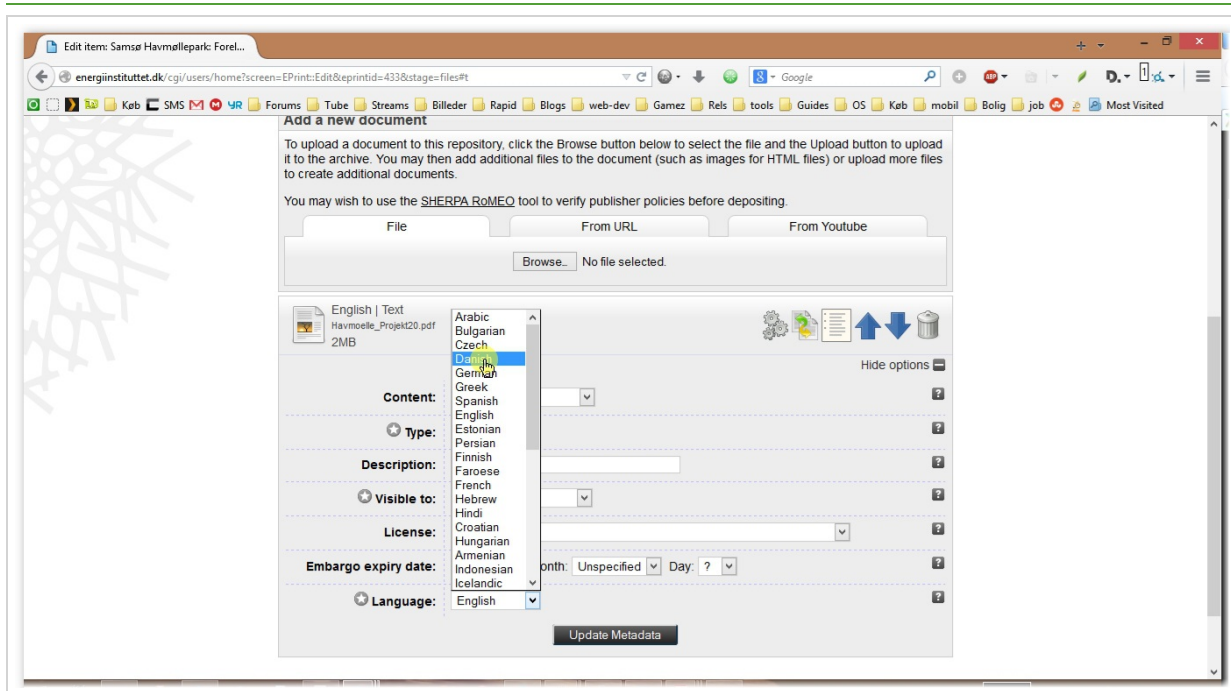 Edit item: Samsø Havmøllepark: Forel...
energiinstituttet.dk/cgi/users/home?screen=EPrint::Edit&eprintid=433&stage=files#t
Google
Køb SMS YR Forums Tube Streams Billeder Rapid Blogs web-dev Gamez Rels tools Guides OS Køb mobil Bolig job Most Visited
Add a new document
To upload a document to this repository, click the Browse button below to select the file and the Upload button to upload
it to the archive. You may then add additional files to the document (such as images for HTML files) or upload more files
to create additional documents.
You may wish to use the SHERPA RoMEO tool to verify publisher policies before depositing.
File From URL From Youtube
Browse... No file selected.
English | Text
Havmoelle_Projekt20.pdf
2MB
Hide options
Content:
Type:
Description:
Visible to:
License:
Embargo expiry date: onth: Unspecified Day: ?
Language: English
Arabic
Bulgarian
Czech
Danish
German
Greek
Spanish
English
Estonian
Persian
Finnish
Faroese
French
Hebrew
Hindi
Croatian
Hungarian
Armenian
Indonesian
Icelandic
Update Metadata